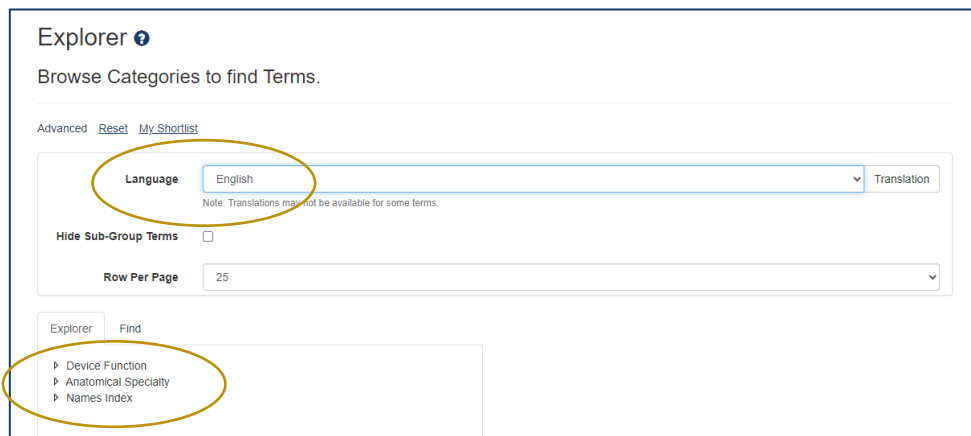 Explorer ?
Browse Categories to find Terms.
Advanced Reset My Shortlist
Language English Translation
Note: Translations may not be available for some terms.
Hide Sub-Group Terms
Row Per Page 25
Explorer Find
Device Function
Anatomical Specialty
Names Index